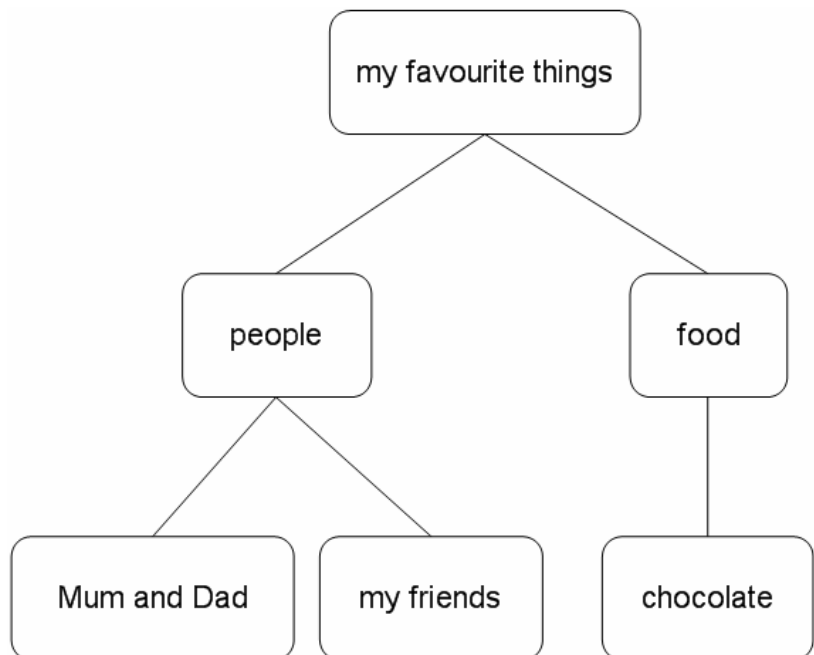 my favourite things
people
food
Mum and Dad
my friends
chocolate